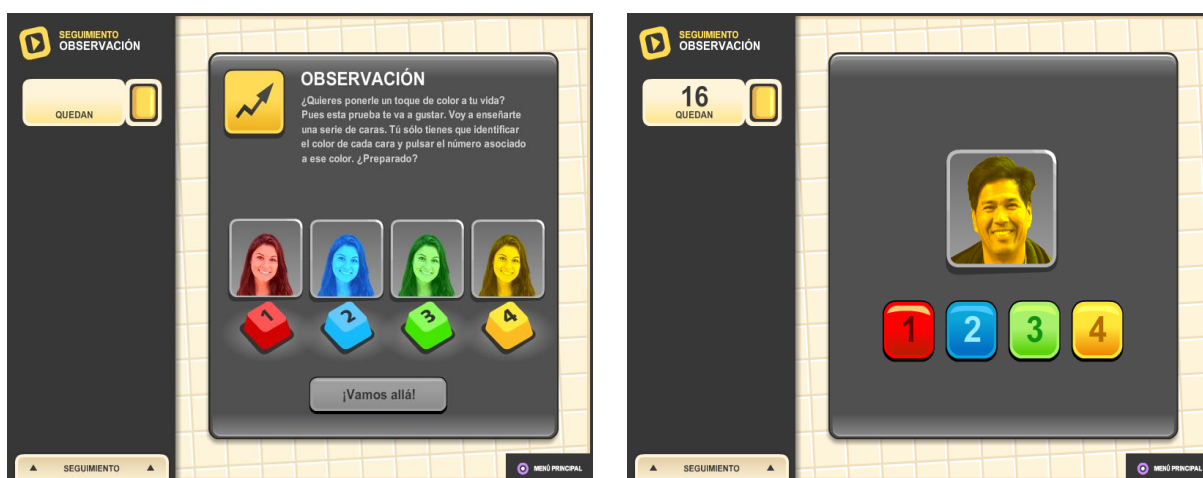 SEGUIMIENTO
OBSERVACIÓN
QUEDAN
OBSERVACIÓN
¿Quieres ponerle un toque de color a tu vida?
Pues esta prueba te va a gustar. Voy a enseñarte
una serie de caras. Tú sólo tienes que identificar
el color de cada cara y pulsar el número asociado
a ese color. ¿Preparado?
1 2 3 4
¡Vamos allá!
▲ SEGUIMIENTO ▲
MENÚ PRINCIPAL
SEGUIMIENTO
OBSERVACIÓN
16
QUEDAN
1 2 3 4
▲ SEGUIMIENTO ▲
MENÚ PRINCIPAL